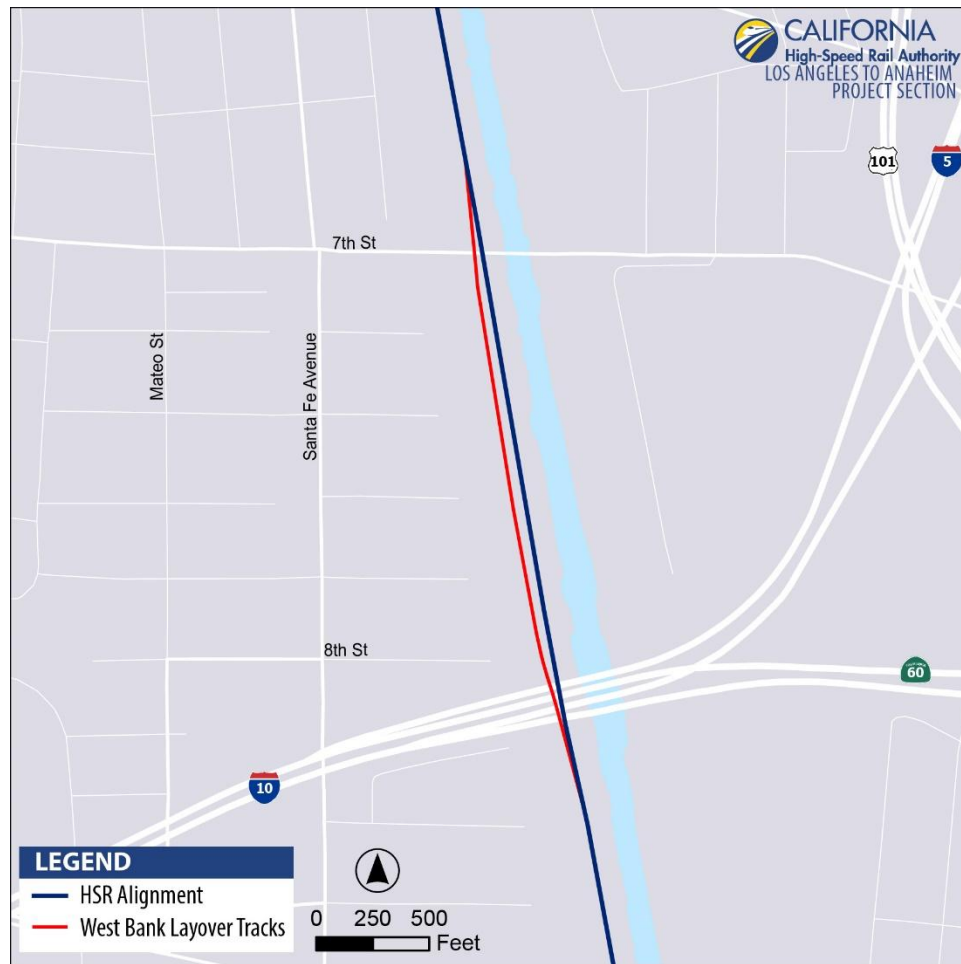 CALIFORNIA
High-Speed Rail Authority
LOS ANGELES TO ANAHEIM
PROJECT SECTION
101
5
7th St
Mateo St
Santa Fe Avenue
8th St
CALIFORNIA
60
10
LEGEND
HSR Alignment
West Bank Layover Tracks
0 250 500
Feet